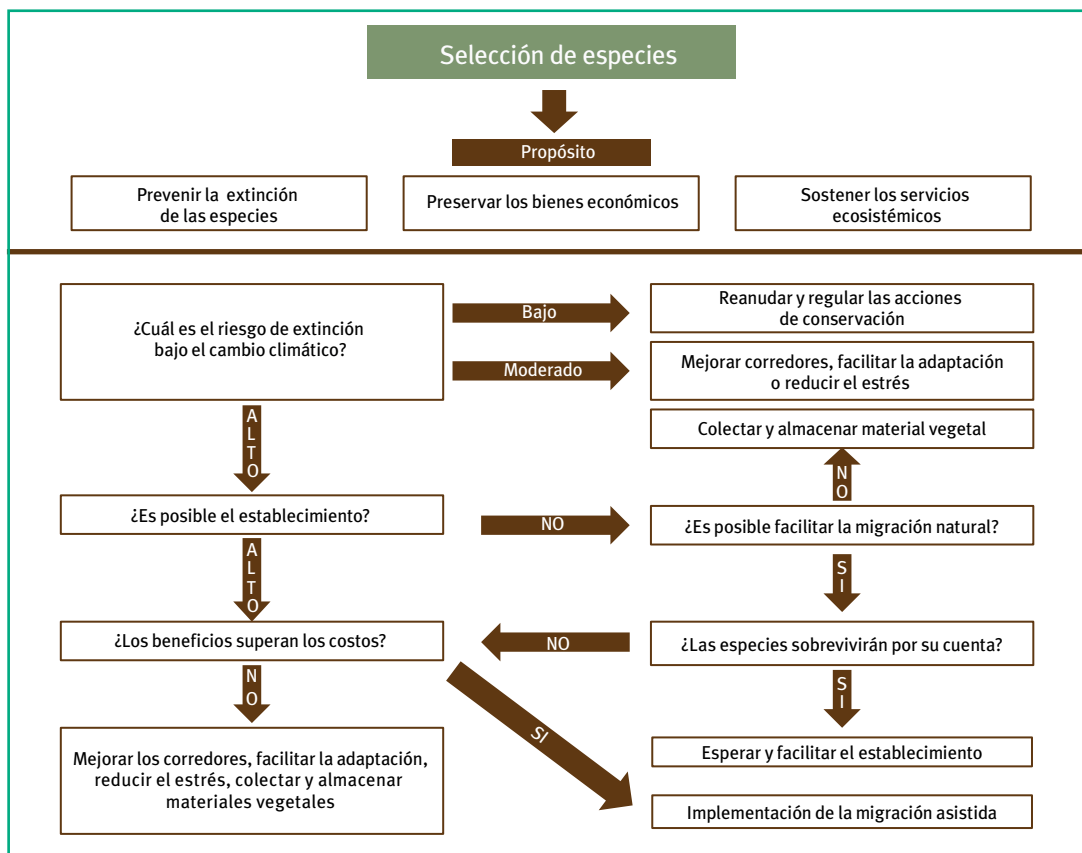 Selección de especies
Propósito
Prevenir la extinción
de las especies
Preservar los bienes económicos
Sostener los servicios
ecosistémicos
¿Cuál es el riesgo de extinción
bajo el cambio climático?
Bajo
Reanudar y regular las acciones
de conservación
Moderado
Mejorar corredores, facilitar la adaptación
o reducir el estrés
Colectar y almacenar material vegetal
ALTO
NO
¿Es posible el establecimiento?
NO
¿Es posible facilitar la migración natural?
ALTO
SI
¿Los beneficios superan los costos?
NO
¿Las especies sobrevivirán por su cuenta?
NO
SI
SI
Mejorar los corredores, facilitar la adaptación,
reducir el estrés, colectar y almacenar
materiales vegetales
Esperar y facilitar el establecimiento
Implementación de la migración asistida